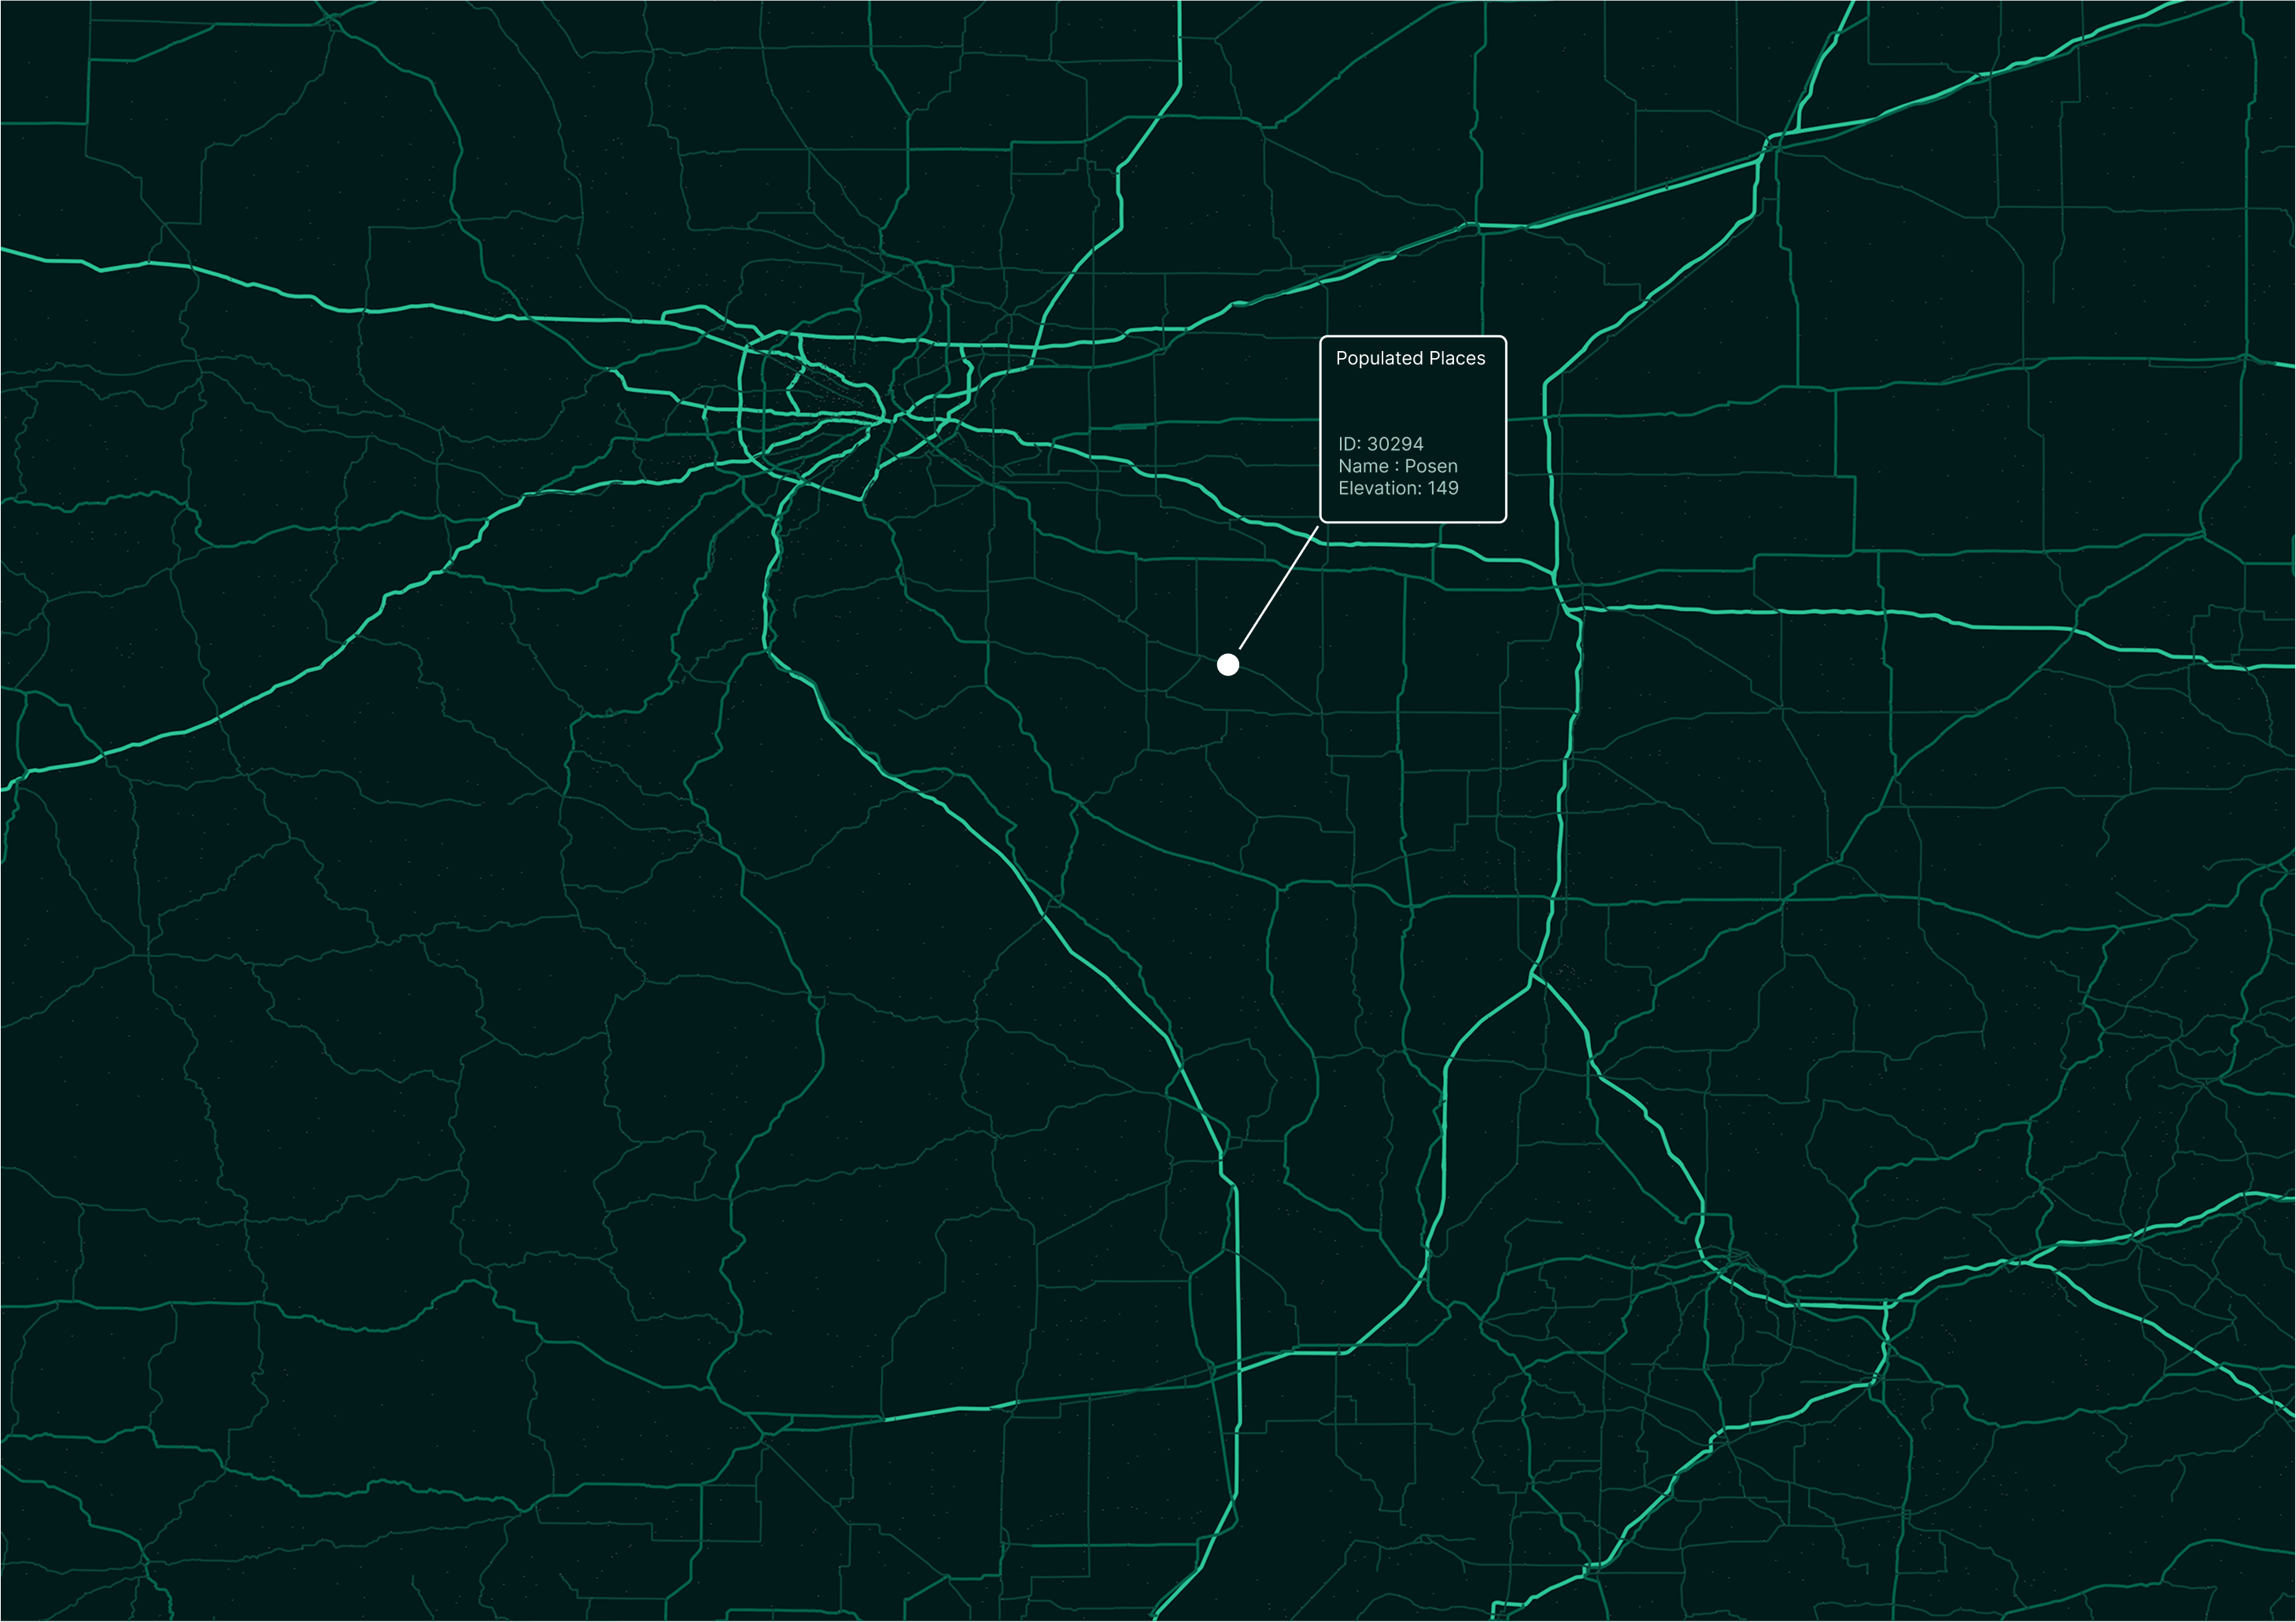 Populated Places
ID: 30294
Name : Posen
Elevation: 149